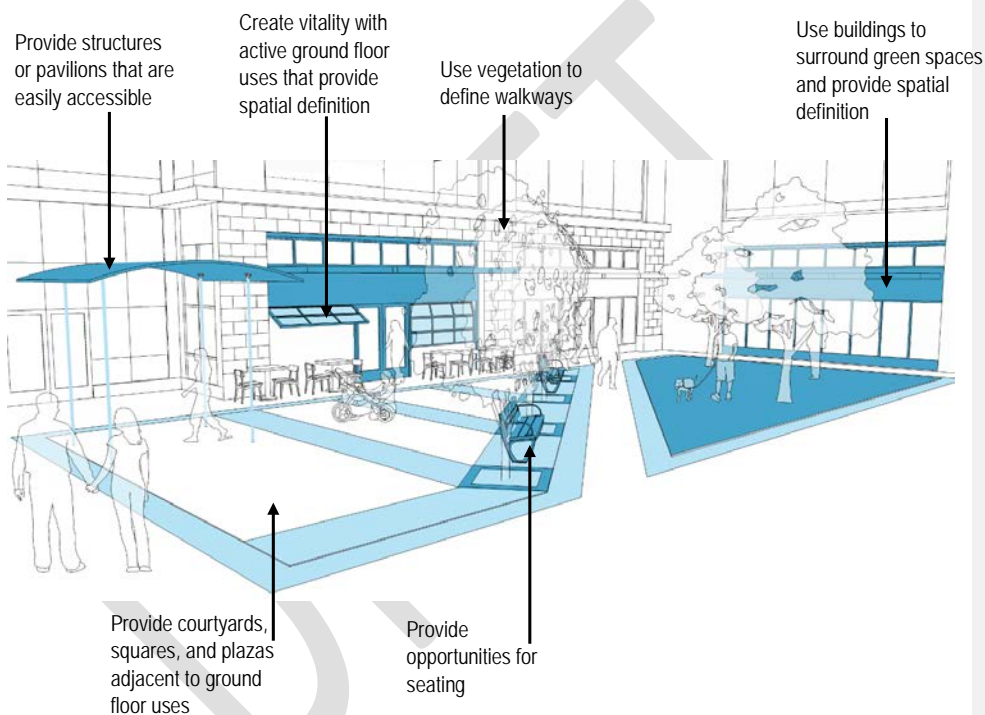 Provide structures
or pavilions that are
easily accessible
Create vitality with
active ground floor
uses that provide
spatial definition
Use vegetation to
define walkways
Use buildings to
surround green spaces
and provide spatial
definition
Provide courtyards,
squares, and plazas
adjacent to ground
floor uses
Provide
opportunities for
seating
DRAFT